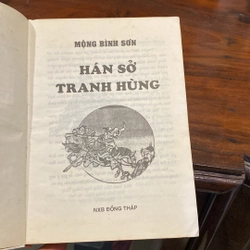 MỘNG BÌNH SƠN
HÁN SỞ
TRANH HÙNG
NXB ĐỒNG THÁP